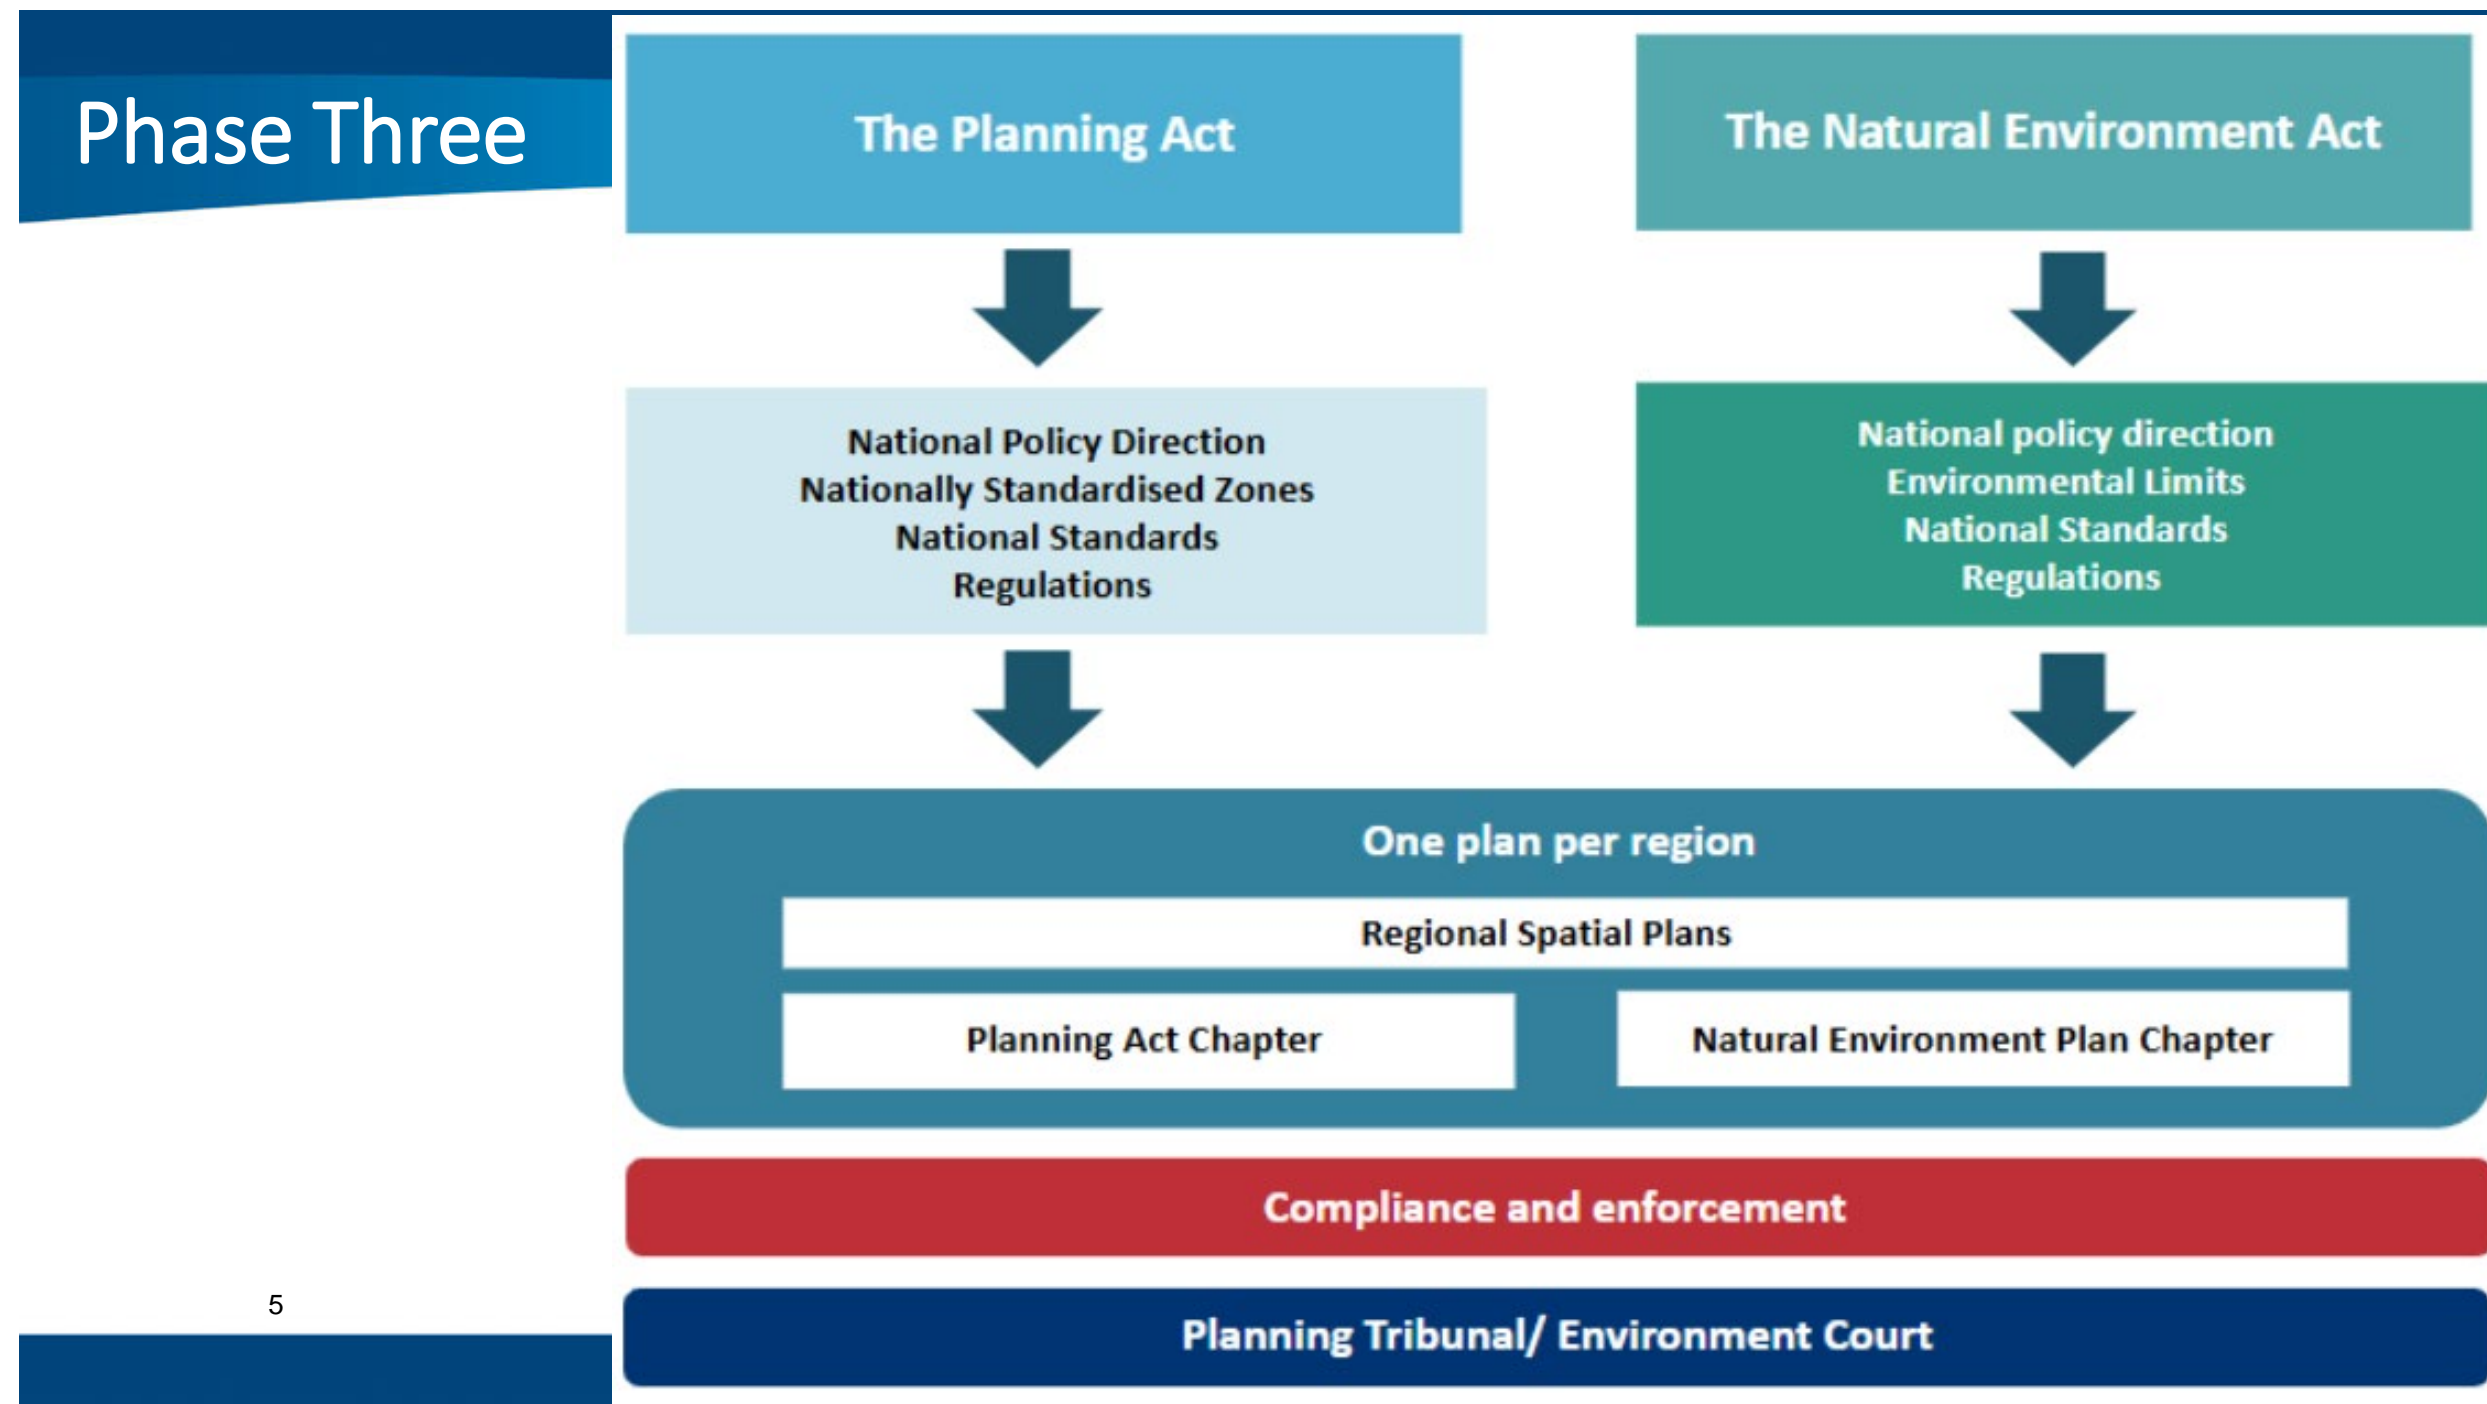 Phase Three
The Planning Act
The Natural Environment Act
National Policy Direction
Nationally Standardised Zones
National Standards
Regulations
National policy direction
Environmental Limits
National Standards
Regulations
One plan per region
Regional Spatial Plans
Planning Act Chapter
Natural Environment Plan Chapter
Compliance and enforcement
Planning Tribunal/ Environment Court
5